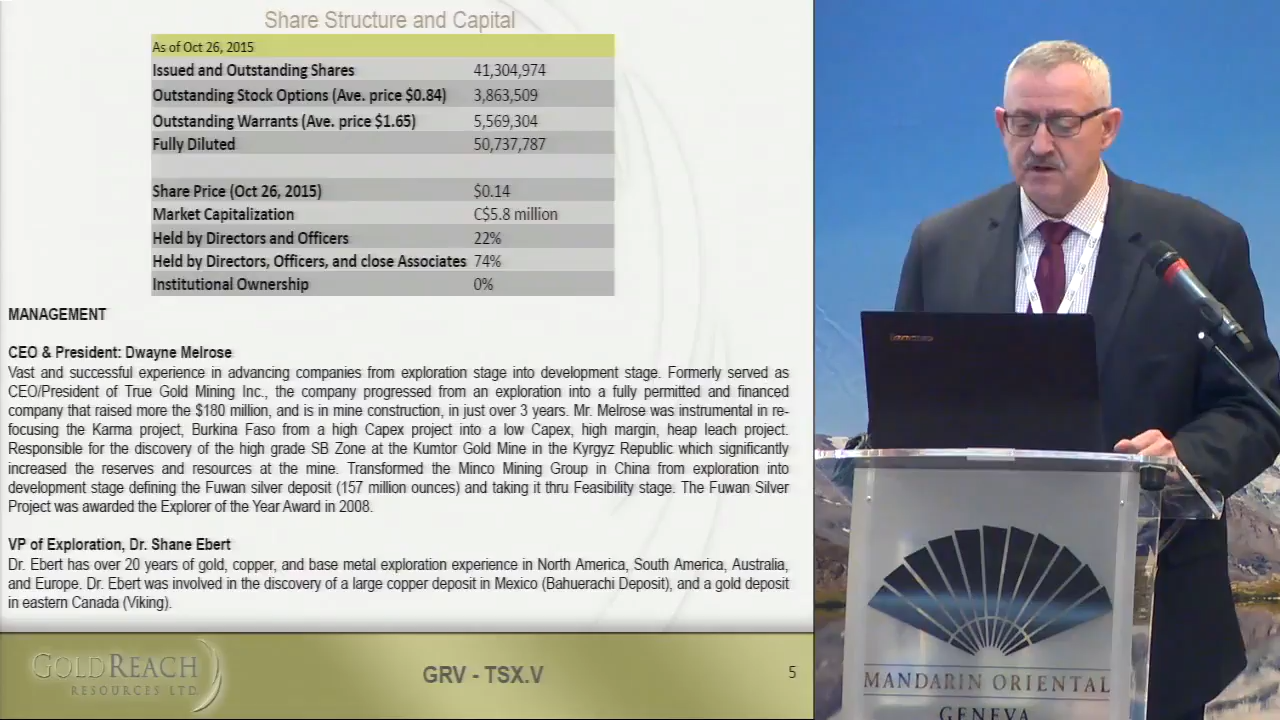 Share Structure and Capital
As of Oct 26, 2015
Issued and Outstanding Shares 41,304,974
Outstanding Stock Options (Ave. price $0.84) 3,863,509
Outstanding Warrants (Ave. price $1.65) 5,569,304
Fully Diluted 50,737,787
Share Price (Oct 26, 2015) $0.14
Market Capitalization C$5.8 million
Held by Directors and Officers 22%
Held by Directors, Officers, and close Associates 74%
Institutional Ownership 0%
MANAGEMENT
CEO & President: Dwayne Melrose
Vast and successful experience in advancing companies from exploration stage into development stage. Formerly served as
CEO/President of True Gold Mining Inc., the company progressed from an exploration into a fully permitted and financed
company that raised more the $180 million, and is in mine construction, in just over 3 years. Mr. Melrose was instrumental in re-
focusing the Karma project, Burkina Faso from a high Capex project into a low Capex, high margin, heap leach project.
Responsible for the discovery of the high grade SB Zone at the Kumtor Gold Mine in the Kyrgyz Republic which significantly
increased the reserves and resources at the mine. Transformed the Minco Mining Group in China from exploration into
development stage defining the Fuwan silver deposit (157 million ounces) and taking it thru Feasibility stage. The Fuwan Silver
Project was awarded the Explorer of the Year Award in 2008.
VP of Exploration, Dr. Shane Ebert
Dr. Ebert has over 20 years of gold, copper, and base metal exploration experience in North America, South America, Australia,
and Europe. Dr. Ebert was involved in the discovery of a large copper deposit in Mexico (Bahuerachi Deposit), and a gold deposit
in eastern Canada (Viking).
GOLD REACH
RESOURCES LTD.
GRV - TSX.V
5
lenovo
MANDARIN ORIENTAL
GENEVA